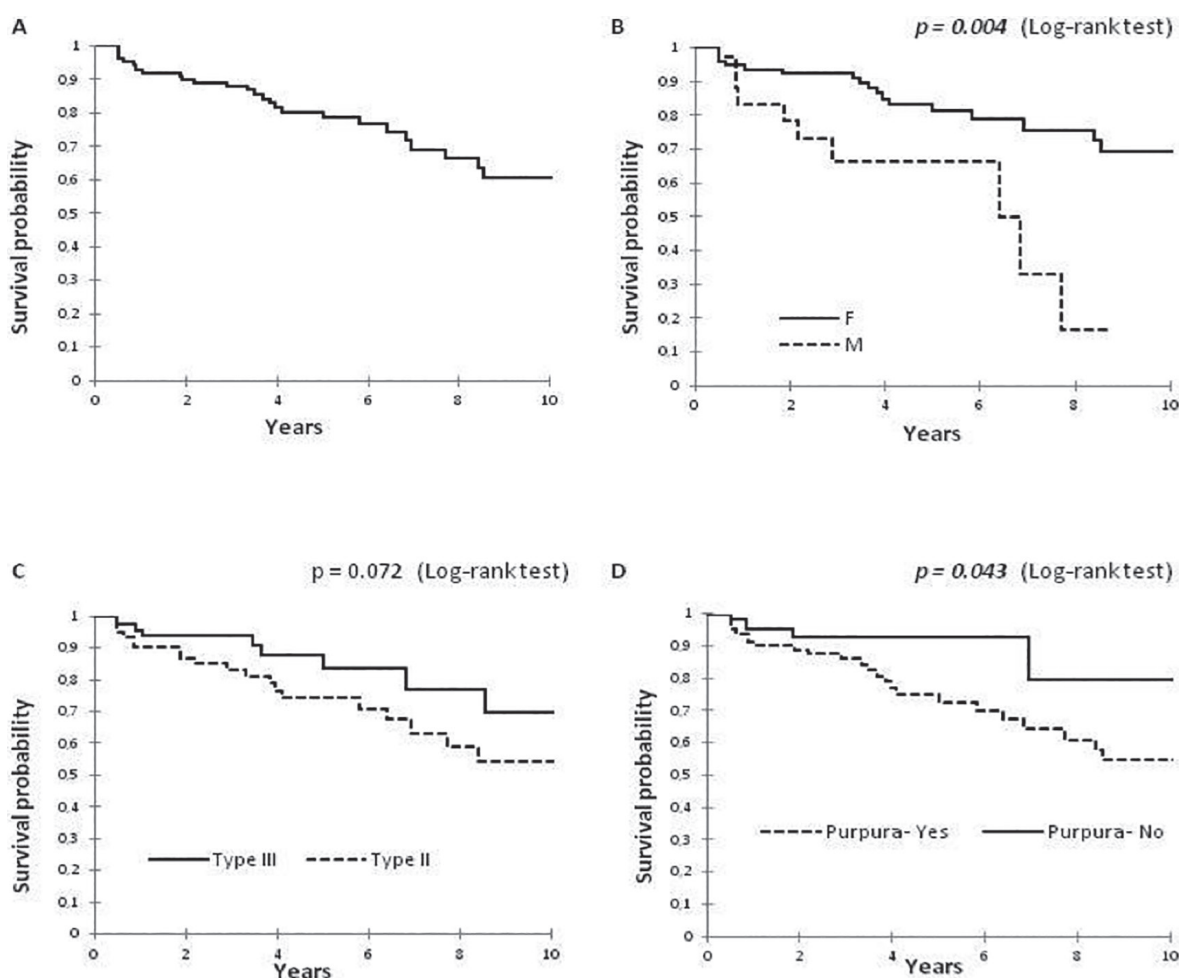 A
1
0,9
0,8
0,7
0,6
0,5
0,4
0,3
0,2
0,1
0
0 2 4 6 8 10
Survival probability
Years
B p = 0.004 (Log-rank test)
1
0,9
0,8
0,7
0,6
0,5
0,4
0,3
0,2
0,1
0
0 2 4 6 8 10
Survival probability
F
M
Years
C p = 0.072 (Log-rank test)
1
0,9
0,8
0,7
0,6
0,5
0,4
0,3
0,2
0,1
0
0 2 4 6 8 10
Survival probability
Type III Type II
Years
D p = 0.043 (Log-rank test)
1
0,9
0,8
0,7
0,6
0,5
0,4
0,3
0,2
0,1
0
0 2 4 6 8 10
Survival probability
Purpura- Yes Purpura- No
Years